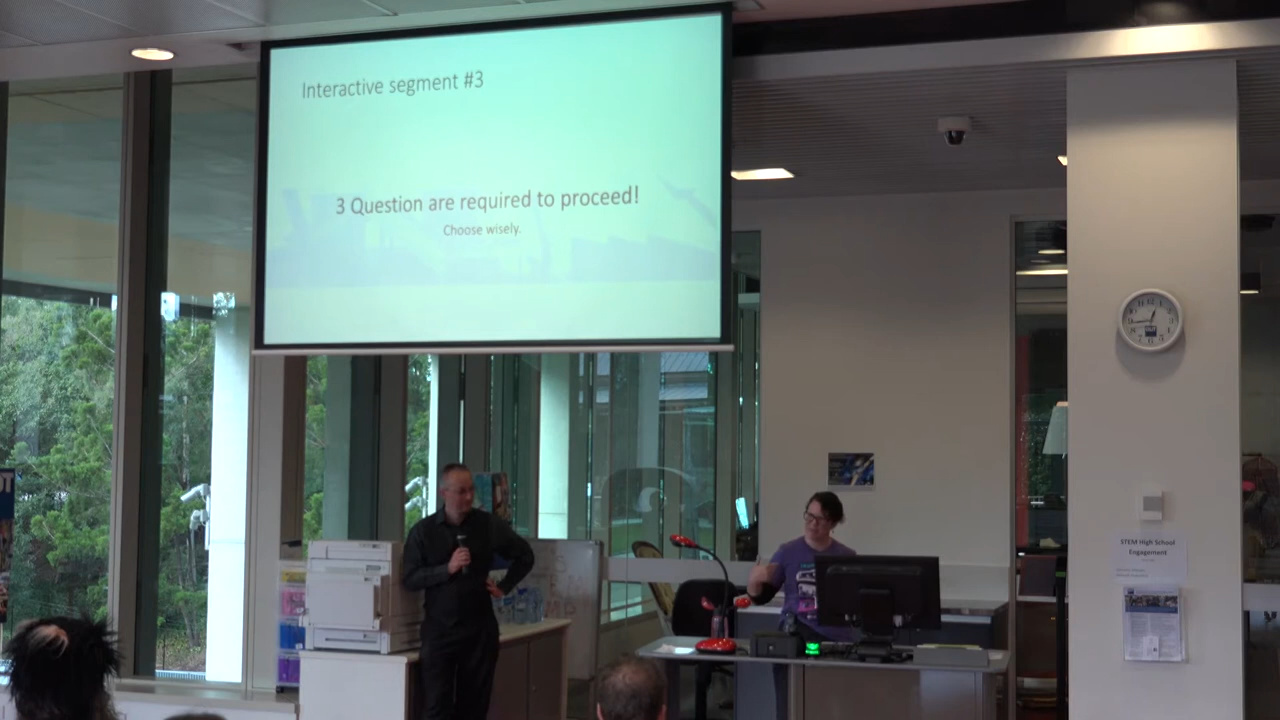 Interactive segment #3
3 Question are required to proceed!
Choose wisely.
STEM High School
Engagement